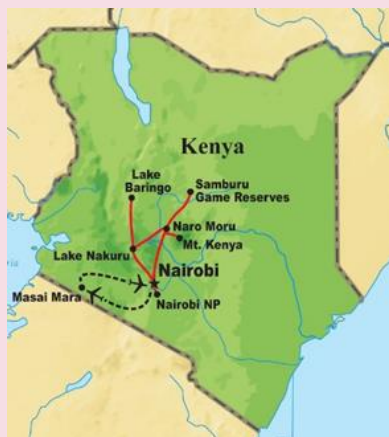 Kenya
Lake
Baringo
Samburu
Game Reserves
Naro Moru
Mt. Kenya
Lake Nakuru
Nairobi
Masai Mara
Nairobi NP